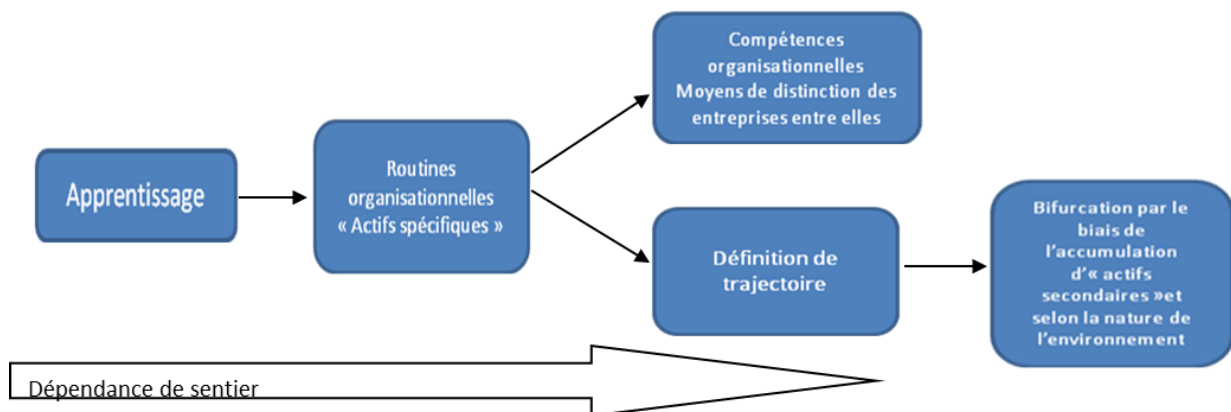 Apprentissage
Routines
organisationnelles
« Actifs spécifiques »
Compétences
organisationnelles
Moyens de distinction des
entreprises entre elles
Définition de
trajectoire
Bifurcation par le
biais de
l'accumulation
d'« actifs
secondaires »et
selon la nature de
l'environnement
Dépendance de sentier